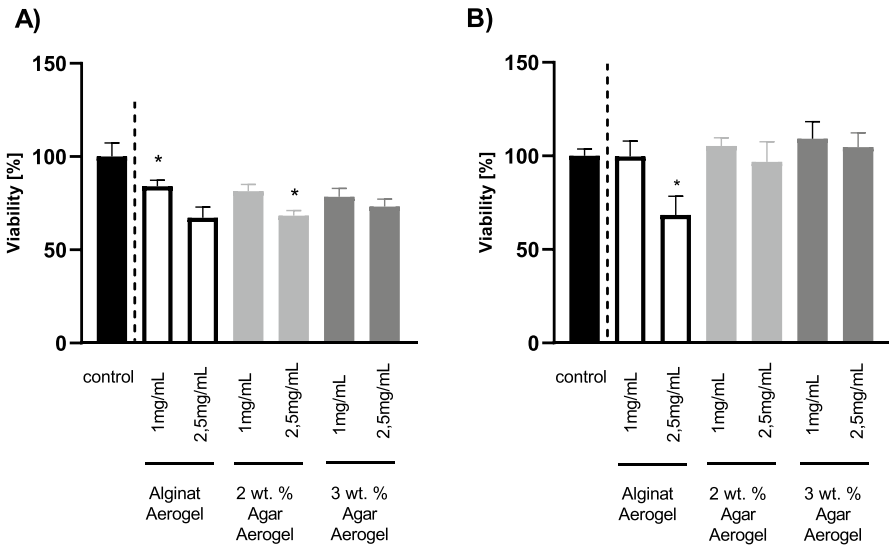 A)
Viability [%]
150
100
50
0
*
*
control
1mg/mL
2,5mg/mL
1mg/mL
2,5mg/mL
1mg/mL
2,5mg/mL
Alginat
Aerogel
2 wt. %
Agar
Aerogel
3 wt. %
Agar
Aerogel
B)
Viability [%]
150
100
50
0
*
control
1mg/mL
2,5mg/mL
1mg/mL
2,5mg/mL
1mg/mL
2,5mg/mL
Alginat
Aerogel
2 wt. %
Agar
Aerogel
3 wt. %
Agar
Aerogel